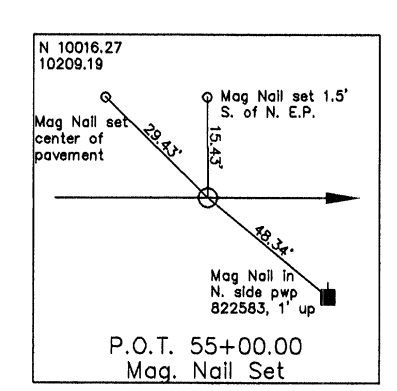 N 10016.27
10209.19
Mag Nail set 1.5'
S. of N. E.P.
Mag Nail set
center of
pavement
29.43'
15.43'
48.34'
Mag Nail in
N. side pwp
822583, 1' up
P.O.T. 55+00.00
Mag. Nail Set